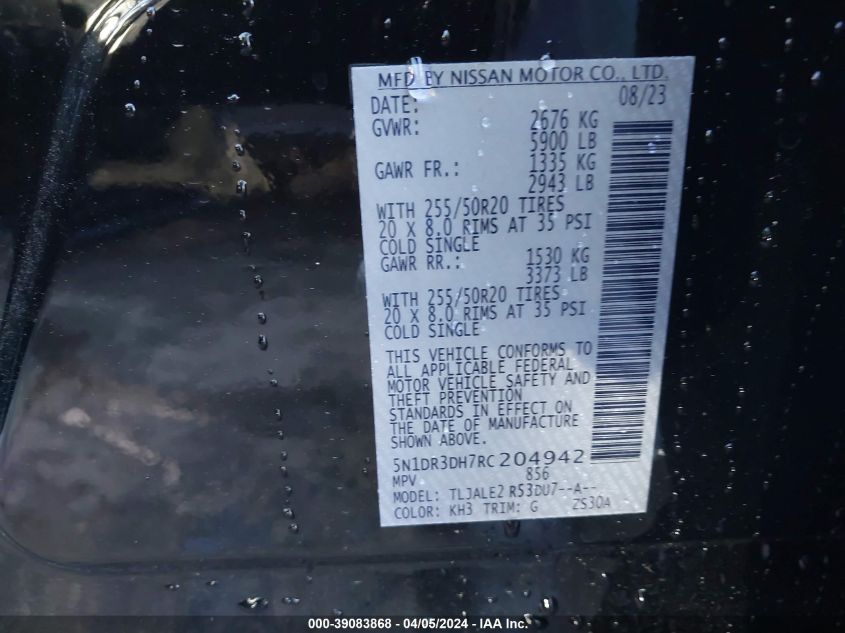 MFD BY NISSAN MOTOR CO., LTD.
DATE: 08/23
GVWR: 2676 KG
5900 LB
GAWR FR.: 1335 KG
2943 LB
WITH 255/50R20 TIRES
20 X 8.0 RIMS AT 35 PSI
COLD SINGLE
GAWR RR.: 1530 KG
3373 LB
WITH 255/50R20 TIRES
20 X 8.0 RIMS AT 35 PSI
COLD SINGLE
THIS VEHICLE CONFORMS TO
ALL APPLICABLE FEDERAL
MOTOR VEHICLE SAFETY AND
THEFT PREVENTION
STANDARDS IN EFFECT ON
THE DATE OF MANUFACTURE
SHOWN ABOVE.
5N1DR3DH7RC204942
MPV 856
MODEL: TLJALE2 R53DU7--A--
COLOR: KH3 TRIM: G ZS30A
000-39083868 - 04/05/2024 - IAA Inc.